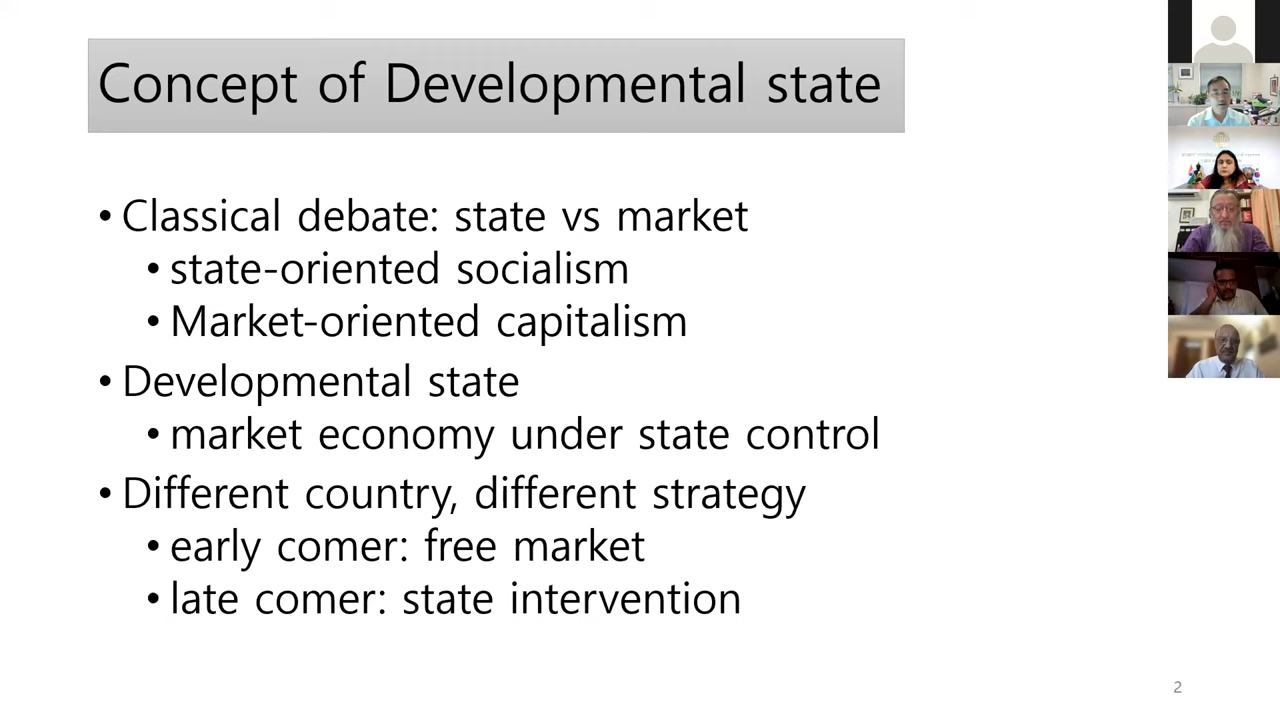 Concept of Developmental state
• Classical debate: state vs market
• state-oriented socialism
• Market-oriented capitalism
• Developmental state
• market economy under state control
• Different country, different strategy
• early comer: free market
• late comer: state intervention
2